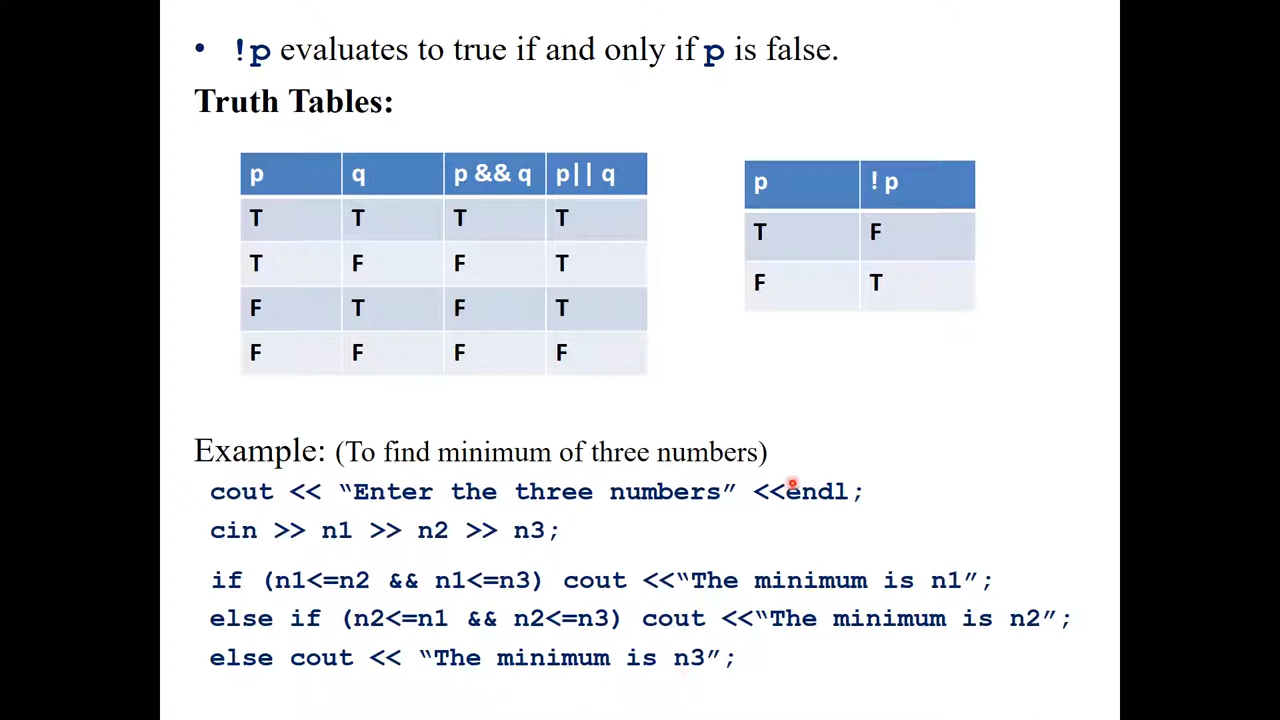 • !p evaluates to true if and only if p is false.
Truth Tables:
p q p && q p|| q
T T T T
T F F T
F T F T
F F F F
p ! p
T F
F T
Example: (To find minimum of three numbers)
cout << “Enter the three numbers” <<endl;
cin >> n1 >> n2 >> n3;
if (n1<=n2 && n1<=n3) cout <<“The minimum is n1”;
else if (n2<=n1 && n2<=n3) cout <<“The minimum is n2”;
else cout << “The minimum is n3”;